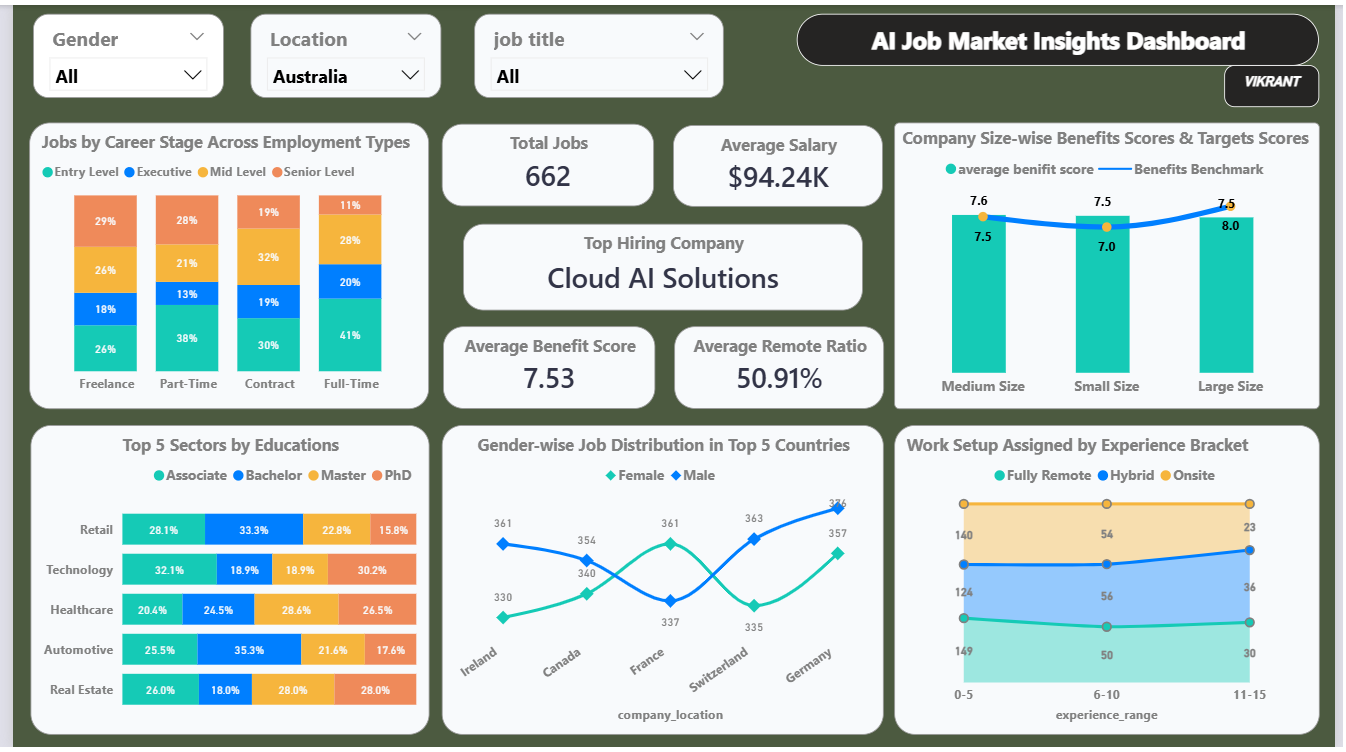 Gender
All
Location
Australia
job title
All
AI Job Market Insights Dashboard
VIKRANT
Jobs by Career Stage Across Employment Types
Entry Level Executive Mid Level Senior Level
29% 28% 19% 11%
26% 21% 32% 28%
18% 13% 19% 20%
26% 38% 30% 41%
Freelance Part-Time Contract Full-Time
Total Jobs
662
Average Salary
$94.24K
Top Hiring Company
Cloud AI Solutions
Average Benefit Score
7.53
Average Remote Ratio
50.91%
Company Size-wise Benefits Scores & Targets Scores
average benifit score Benefits Benchmark
7.6 7.5 7.5
7.5 7.0 8.0
Medium Size Small Size Large Size
Top 5 Sectors by Educations
Associate Bachelor Master PhD
Retail 28.1% 33.3% 22.8% 15.8%
Technology 32.1% 18.9% 18.9% 30.2%
Healthcare 20.4% 24.5% 28.6% 26.5%
Automotive 25.5% 35.3% 21.6% 17.6%
Real Estate 26.0% 18.0% 28.0% 28.0%
Gender-wise Job Distribution in Top 5 Countries
Female Male
361 354 361 363 376
330 340 337 335 357
Ireland Canada France Switzerland Germany
company_location
Work Setup Assigned by Experience Bracket
Fully Remote Hybrid Onsite
140 54 23
124 56 36
149 50 30
0-5 6-10 11-15
experience_range